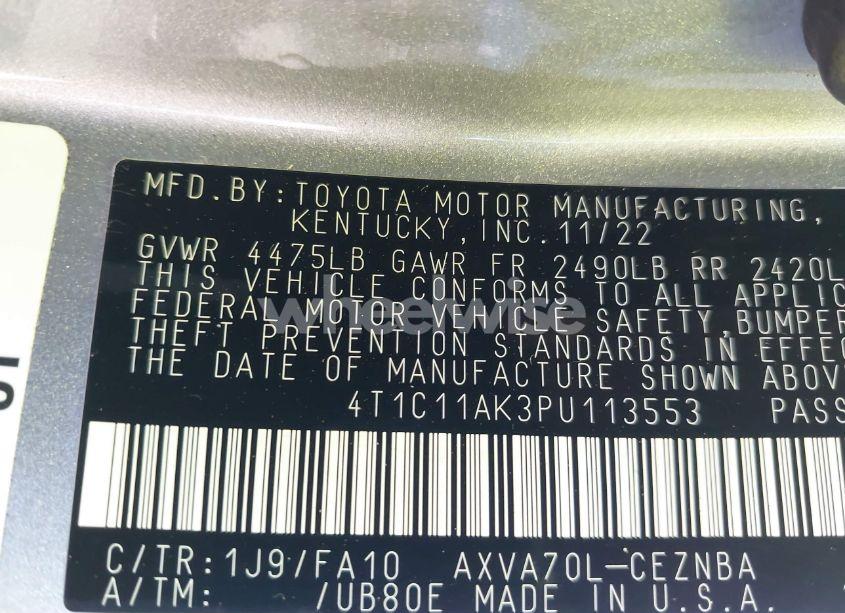 MFD.BY:TOYOTA MOTOR MANUFACTURING,
KENTUCKY,INC.11/22
GVWR 4475LB GAWR FR 2490LB RR 2420L
THIS VEHICLE CONFORMS TO ALL APPLIC
FEDERAL MOTOR VEHICLE SAFETY,BUMPER
THEFT PREVENTION STANDARDS IN EFFEC
THE DATE OF MANUFACTURE SHOWN ABOV
4T1C11AK3PU113553 PASS
C/TR:1J9/FA10 AXVA70L-CEZNBA
A/TM: /UB80E MADE IN U.S.A
wheelwise